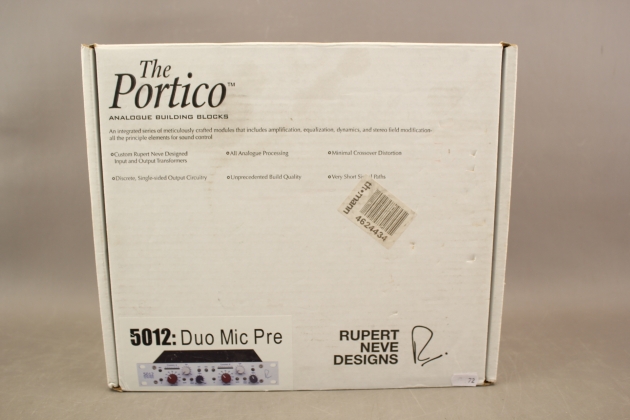 The
Portico™
ANALOGUE BUILDING BLOCKS
An integrated series of meticulously crafted modules that includes amplification, equalization, dynamics, and stereo field modification-
all the principle elements for sound control
Custom Rupert Neve Designed
Input and Output Transformers
All Analogue Processing
Minimal Crossover Distortion
Discrete, Single-sided Output Circuitry
Unprecedented Build Quality
Very Short Signal Paths
th•mann
4624434
5012: Duo Mic Pre
RUPERT
NEVE
DESIGNS
72